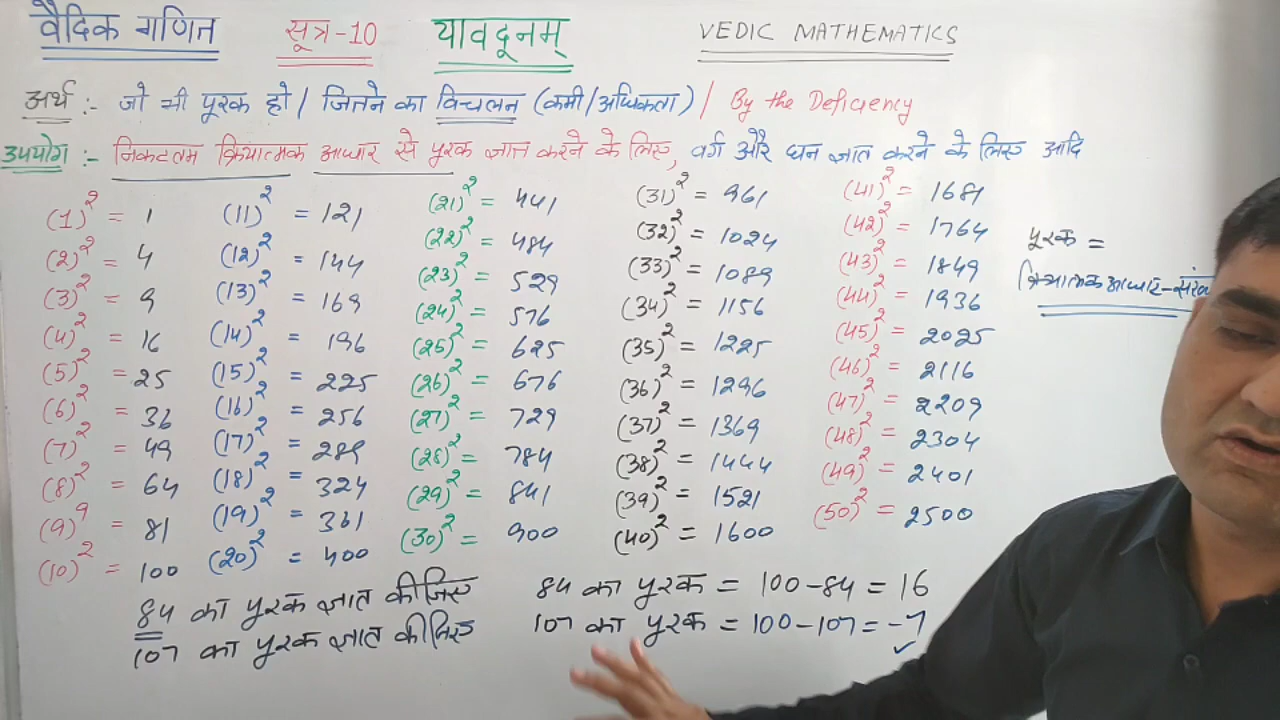 वैदिक गणित सूत्र-10 यावदूनम् VEDIC MATHEMATICS
अर्थ :- जो भी पूरक हो / जितने का विचलन (कमी/अधिकता) / By the Deficiency
उपयोग :- निकटतम क्रियात्मक आधार से पूरक ज्ञात करने के लिए, वर्ग और घन ज्ञात करने के लिए आदि
(1)² = 1
(2)² = 4
(3)² = 9
(4)² = 16
(5)² = 25
(6)² = 36
(7)² = 49
(8)² = 64
(9)⁹ = 81
(10)² = 100
(11)² = 121
(12)² = 144
(13)² = 169
(14)² = 196
(15)² = 225
(16)² = 256
(17)² = 289
(18)² = 324
(19)² = 361
(20)² = 400
(21)² = 441
(22)² = 484
(23)² = 529
(24)² = 576
(25)² = 625
(26)² = 676
(27)² = 729
(28)² = 784
(29)² = 841
(30)² = 900
(31)² = 961
(32)² = 1024
(33)² = 1089
(34)² = 1156
(35)² = 1225
(36)² = 1296
(37)² = 1369
(38)² = 1444
(39)² = 1521
(40)² = 1600
(41)² = 1681
(42)² = 1764
(43)² = 1849
(44)² = 1936
(45)² = 2025
(46)² = 2116
(47)² = 2209
(48)² = 2304
(49)² = 2401
(50)² = 2500
पूरक =
क्रियात्मक आधार-
84 का पूरक ज्ञात कीजिए
107 का पूरक ज्ञात कीजिए
84 का पूरक = 100-84 = 16
107 का पूरक = 100-107 = -7